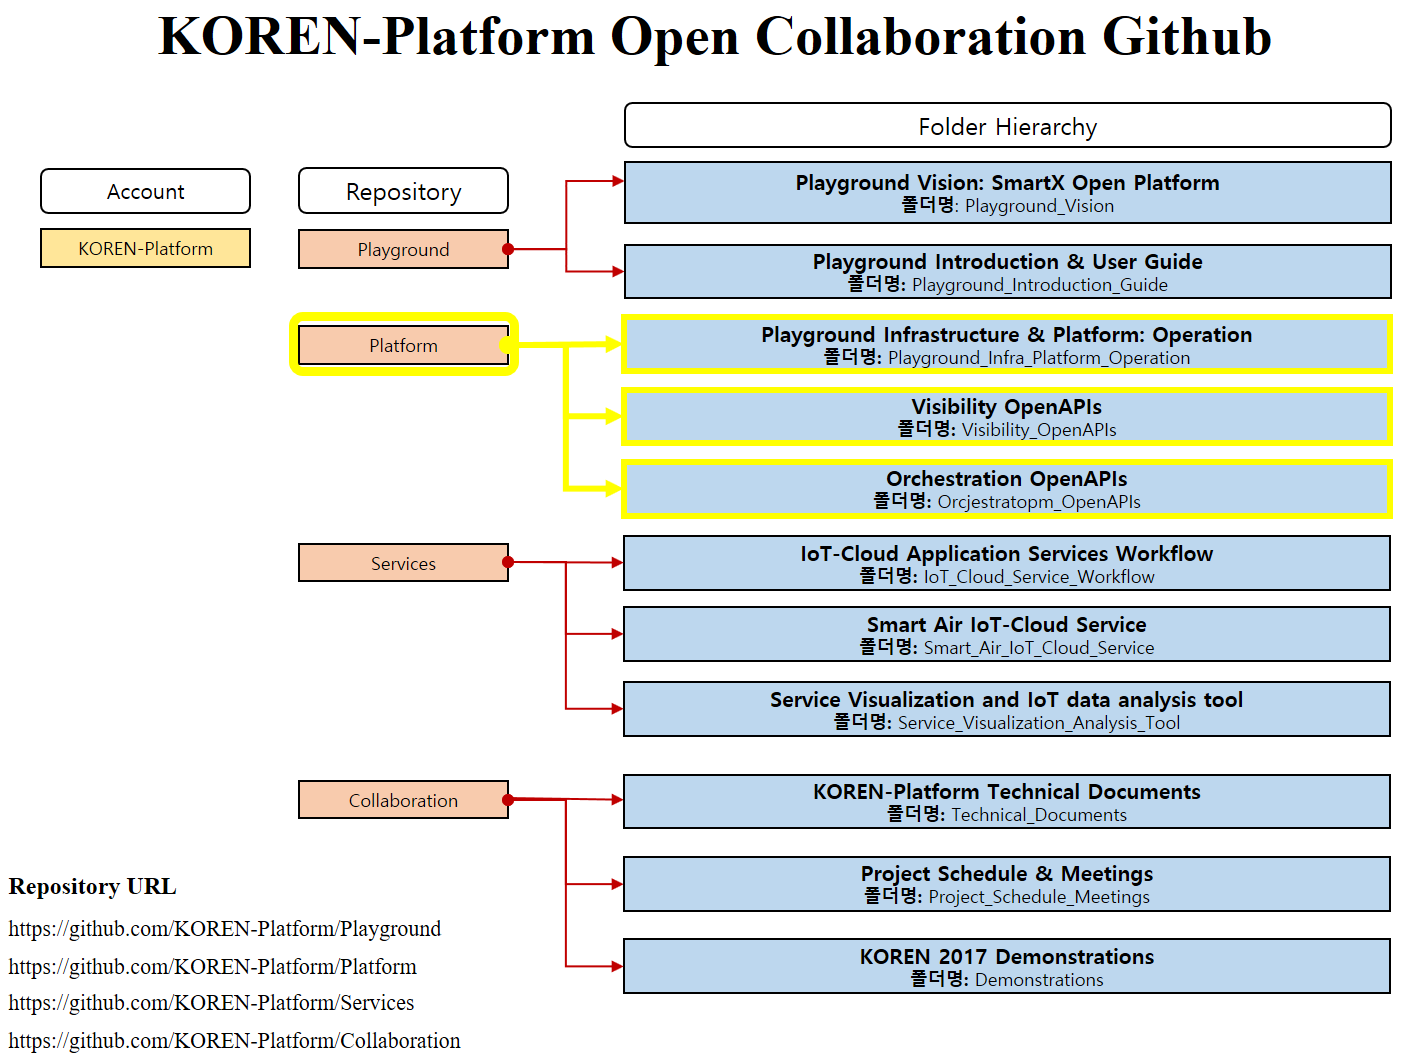 KOREN-Platform Open Collaboration Github
Folder Hierarchy
Account
Repository
KOREN-Platform
Playground
Playground Vision: SmartX Open Platform
폴더명: Playground_Vision
Playground Introduction & User Guide
폴더명: Playground_Introduction_Guide
Platform
Playground Infrastructure & Platform: Operation
폴더명: Playground_Infra_Platform_Operation
Visibility OpenAPIs
폴더명: Visibility_OpenAPIs
Orchestration OpenAPIs
폴더명: Orcjestratopm_OpenAPIs
Services
IoT-Cloud Application Services Workflow
폴더명: IoT_Cloud_Service_Workflow
Smart Air IoT-Cloud Service
폴더명: Smart_Air_IoT_Cloud_Service
Service Visualization and IoT data analysis tool
폴더명: Service_Visualization_Analysis_Tool
Collaboration
KOREN-Platform Technical Documents
폴더명: Technical_Documents
Project Schedule & Meetings
폴더명: Project_Schedule_Meetings
KOREN 2017 Demonstrations
폴더명: Demonstrations
Repository URL
https://github.com/KOREN-Platform/Playground
https://github.com/KOREN-Platform/Platform
https://github.com/KOREN-Platform/Services
https://github.com/KOREN-Platform/Collaboration